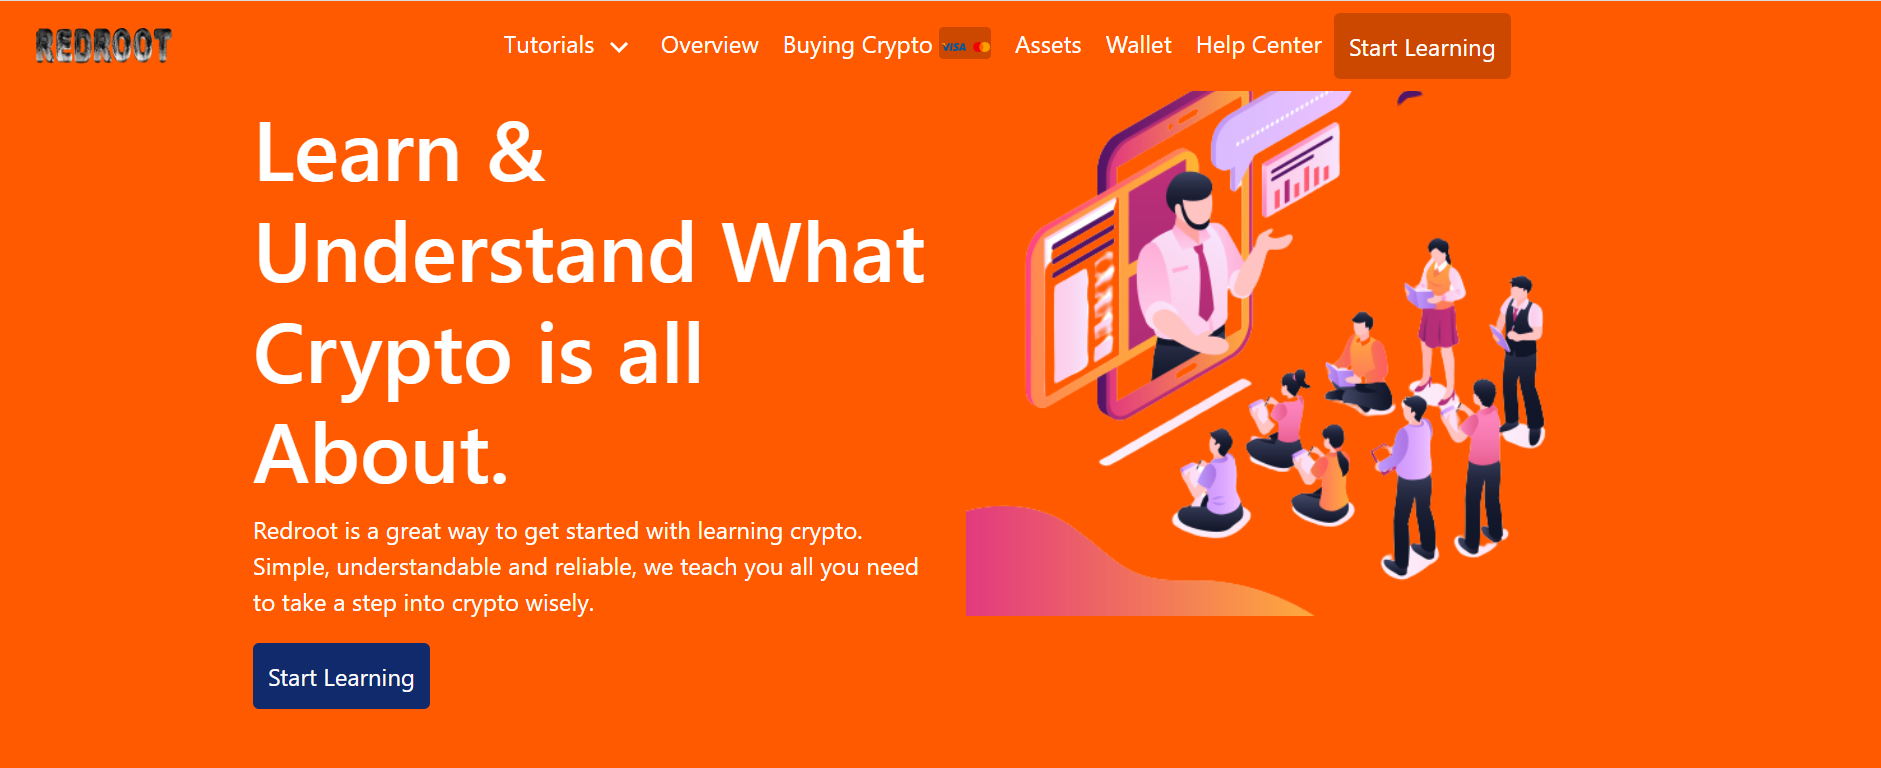 REDROOT
Tutorials Overview Buying Crypto VISA Assets Wallet Help Center Start Learning
Learn &
Understand What
Crypto is all
About.
Redroot is a great way to get started with learning crypto.
Simple, understandable and reliable, we teach you all you need
to take a step into crypto wisely.
Start Learning